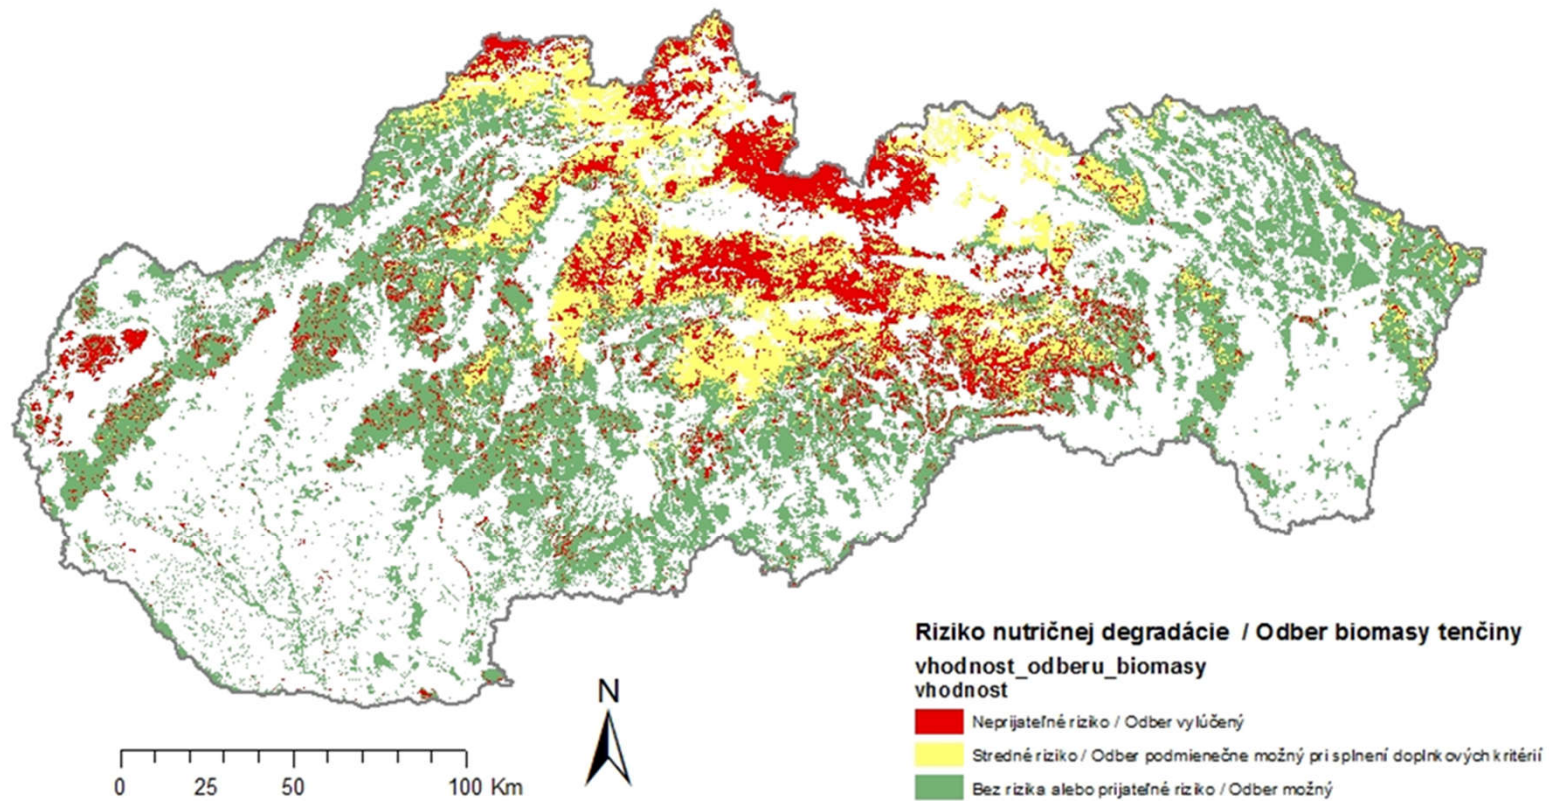 N
0 25 50 100 Km
Riziko nutričnej degradácie / Odber biomasy tenčiny
vhodnost_odberu_biomasy
vhodnost
Neprijateľné riziko / Odber vylúčený
Stredné riziko / Odber podmienečne možný pri splnení doplnkových kritérií
Bez rizika alebo prijateľné riziko / Odber možný